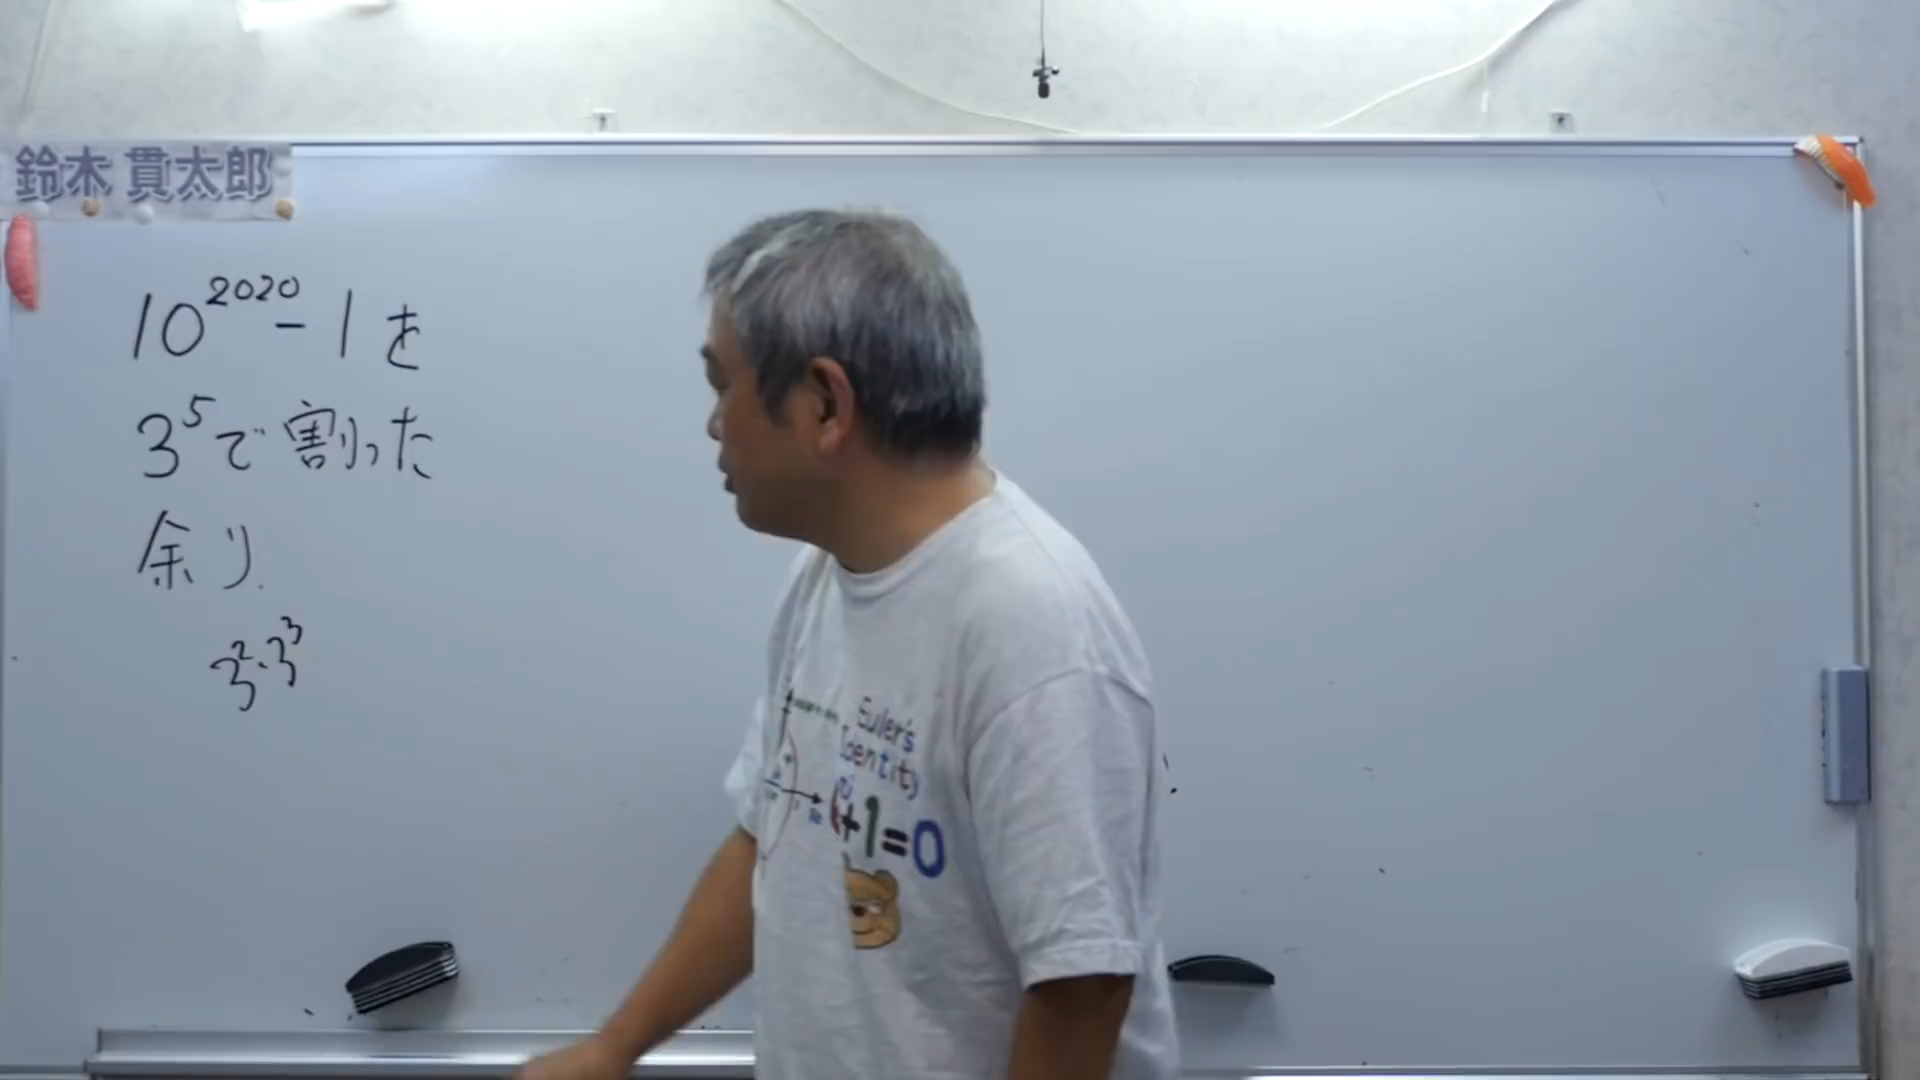 鈴木 貫太郎
10^2020 - 1 を
3^5 で割った
余り.
3^2・3^3
Euler's
Identity
+1=0